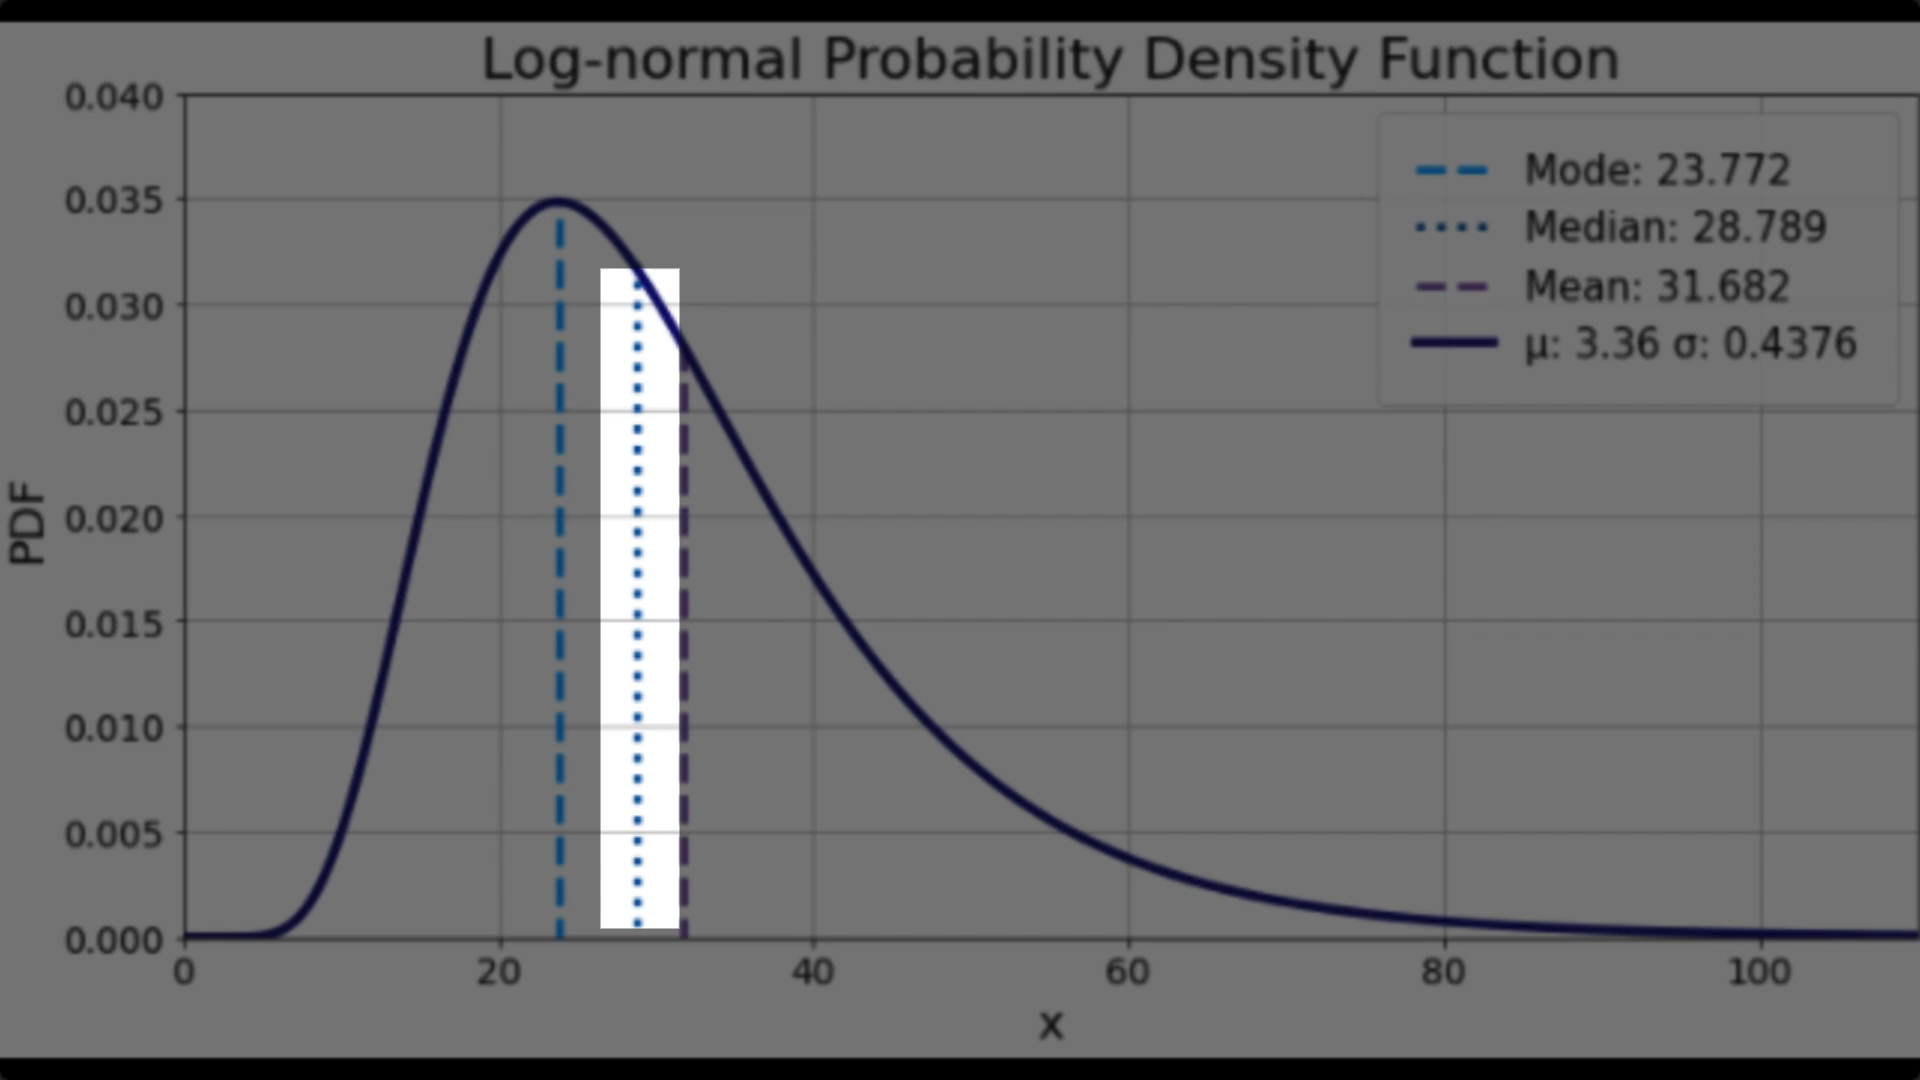 Log-normal Probability Density Function
0.040
0.035
0.030
0.025
0.020
0.015
0.010
0.005
0.000
PDF
Mode: 23.772
Median: 28.789
Mean: 31.682
μ: 3.36 σ: 0.4376
0 20 40 60 80 100
x